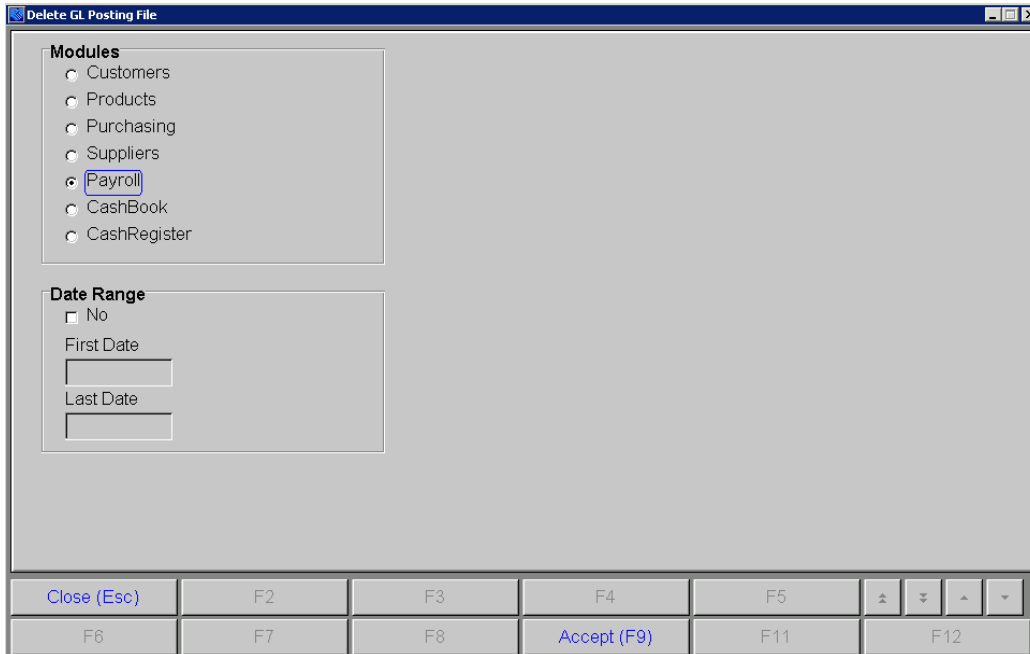 Delete GL Posting File
Modules
Customers
Products
Purchasing
Suppliers
Payroll
CashBook
CashRegister
Date Range
No
First Date
Last Date
Close (Esc) F2 F3 F4 F5
F6 F7 F8 Accept (F9) F11 F12